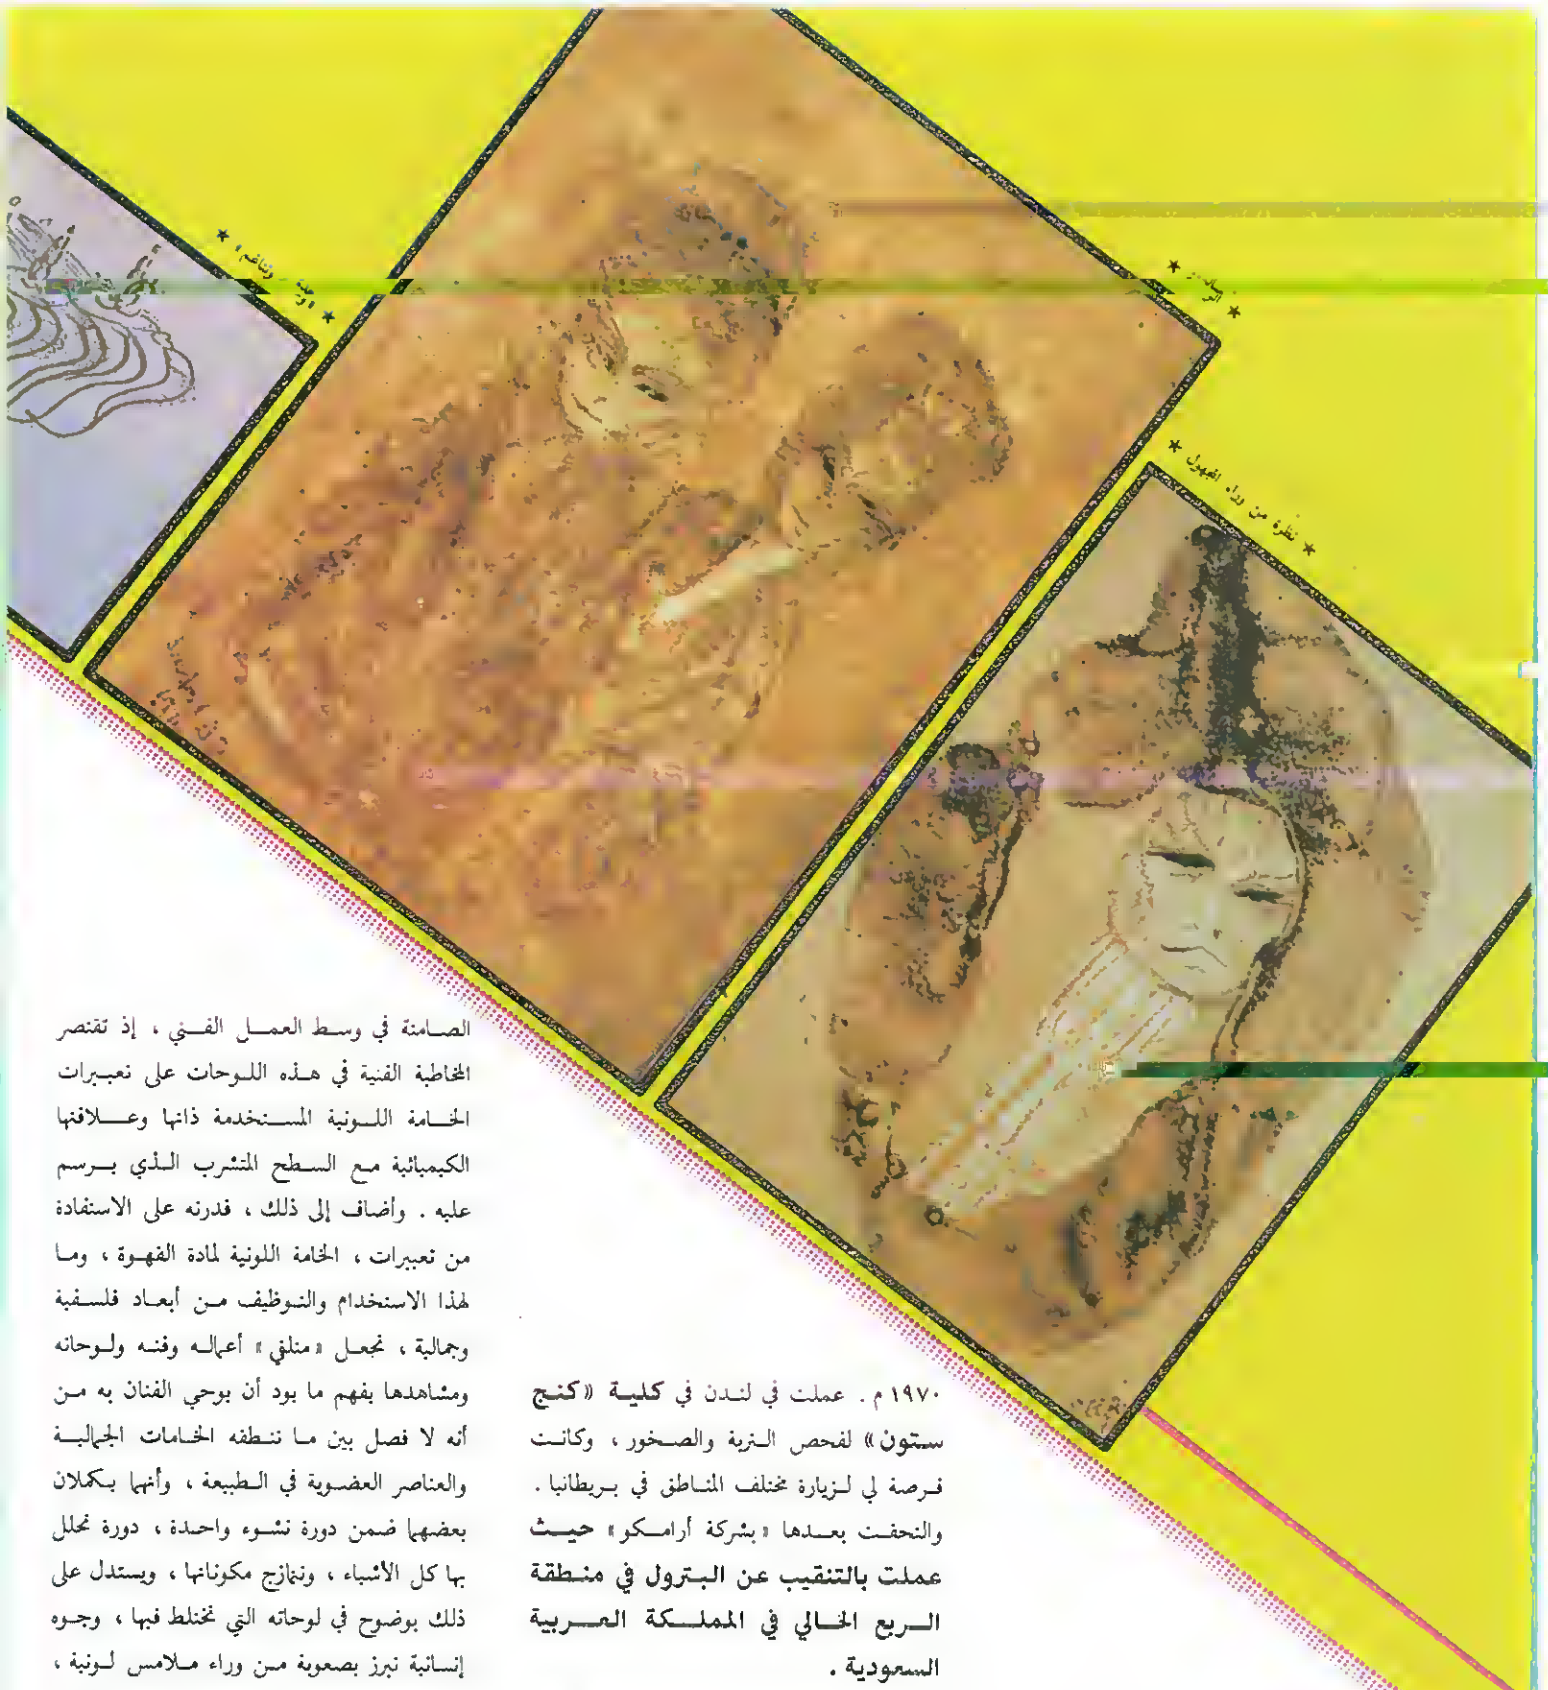 ★ نظرة من وراء المجهول ★
١٩٧٠ م . عملت في لندن في كلية «كنج
ستون» لفحص التربة والصخور ، وكانت
فرصة لي لزيارة مختلف المناطق في بريطانيا .
والتحقت بعدها «بشركة أرامكو» حيث
عملت بالتنقيب عن البترول في منطقة
الربع الخالي في المملكة العربية
السعودية .
الصامتة في وسط العمل الفني ، إذ تقتصر
المخاطبة الفنية في هذه اللوحات على تعبيرات
الخامة اللونية المستخدمة ذاتها وعلاقتها
الكيميائية مع السطح المتشرب الذي يرسم
عليه . وأضاف إلى ذلك ، قدرته على الاستفادة
من تعبيرات ، الخامة اللونية لمادة القهوة ، وما
لهذا الاستخدام والتوظيف من أبعاد فلسفية
وجمالية ، تجعل «متلقي» أعماله وفنه ولوحاته
ومشاهدها يفهم ما يود أن يوحي الفنان به من
أنه لا فصل بين ما تنطقه الخامات الجمالية
والعناصر العضوية في الطبيعة ، وأنهما يكملان
بعضهما ضمن دورة نشوء واحدة ، دورة تحلل
بها كل الأشياء ، وتمازج مكوناتها ، ويستدل على
ذلك بوضوح في لوحاته التي تختلط فيها ، وجوه
إنسانية تبرز بصعوبة من وراء ملامس لونية ،